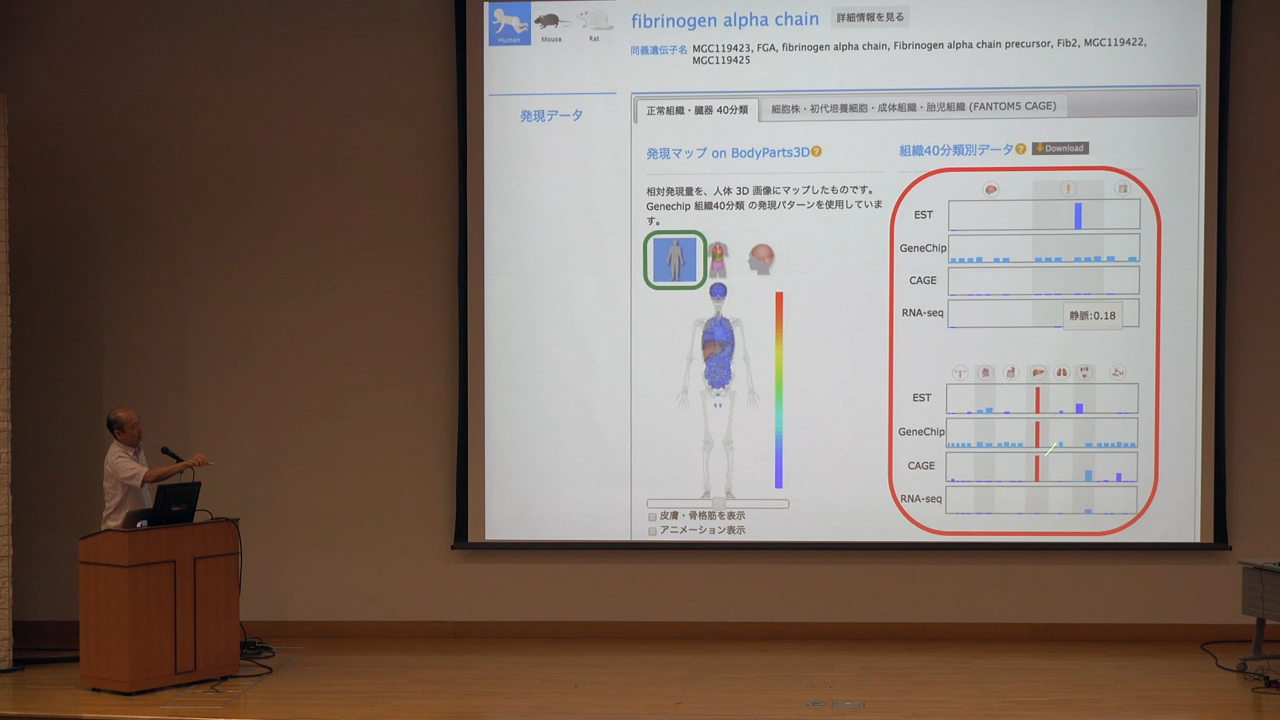 Human
Mouse
Rat
fibrinogen alpha chain 詳細情報を見る
同義遺伝子名 MGC119423, FGA, fibrinogen alpha chain, Fibrinogen alpha chain precursor, Fib2, MGC119422,
MGC119425
発現データ
正常組織・臓器 40分類
細胞株・初代培養細胞・成体組織・胎児組織 (FANTOM5 CAGE)
発現マップ on BodyParts3D?
相対発現量を、人体 3D 画像にマップしたものです。
Genechip 組織40分類 の発現パターンを使用していま
す。
皮膚・骨格筋を表示
アニメーション表示
組織40分類別データ? Download
EST
GeneChip
CAGE
RNA-seq
静脈:0.18
EST
GeneChip
CAGE
RNA-seq